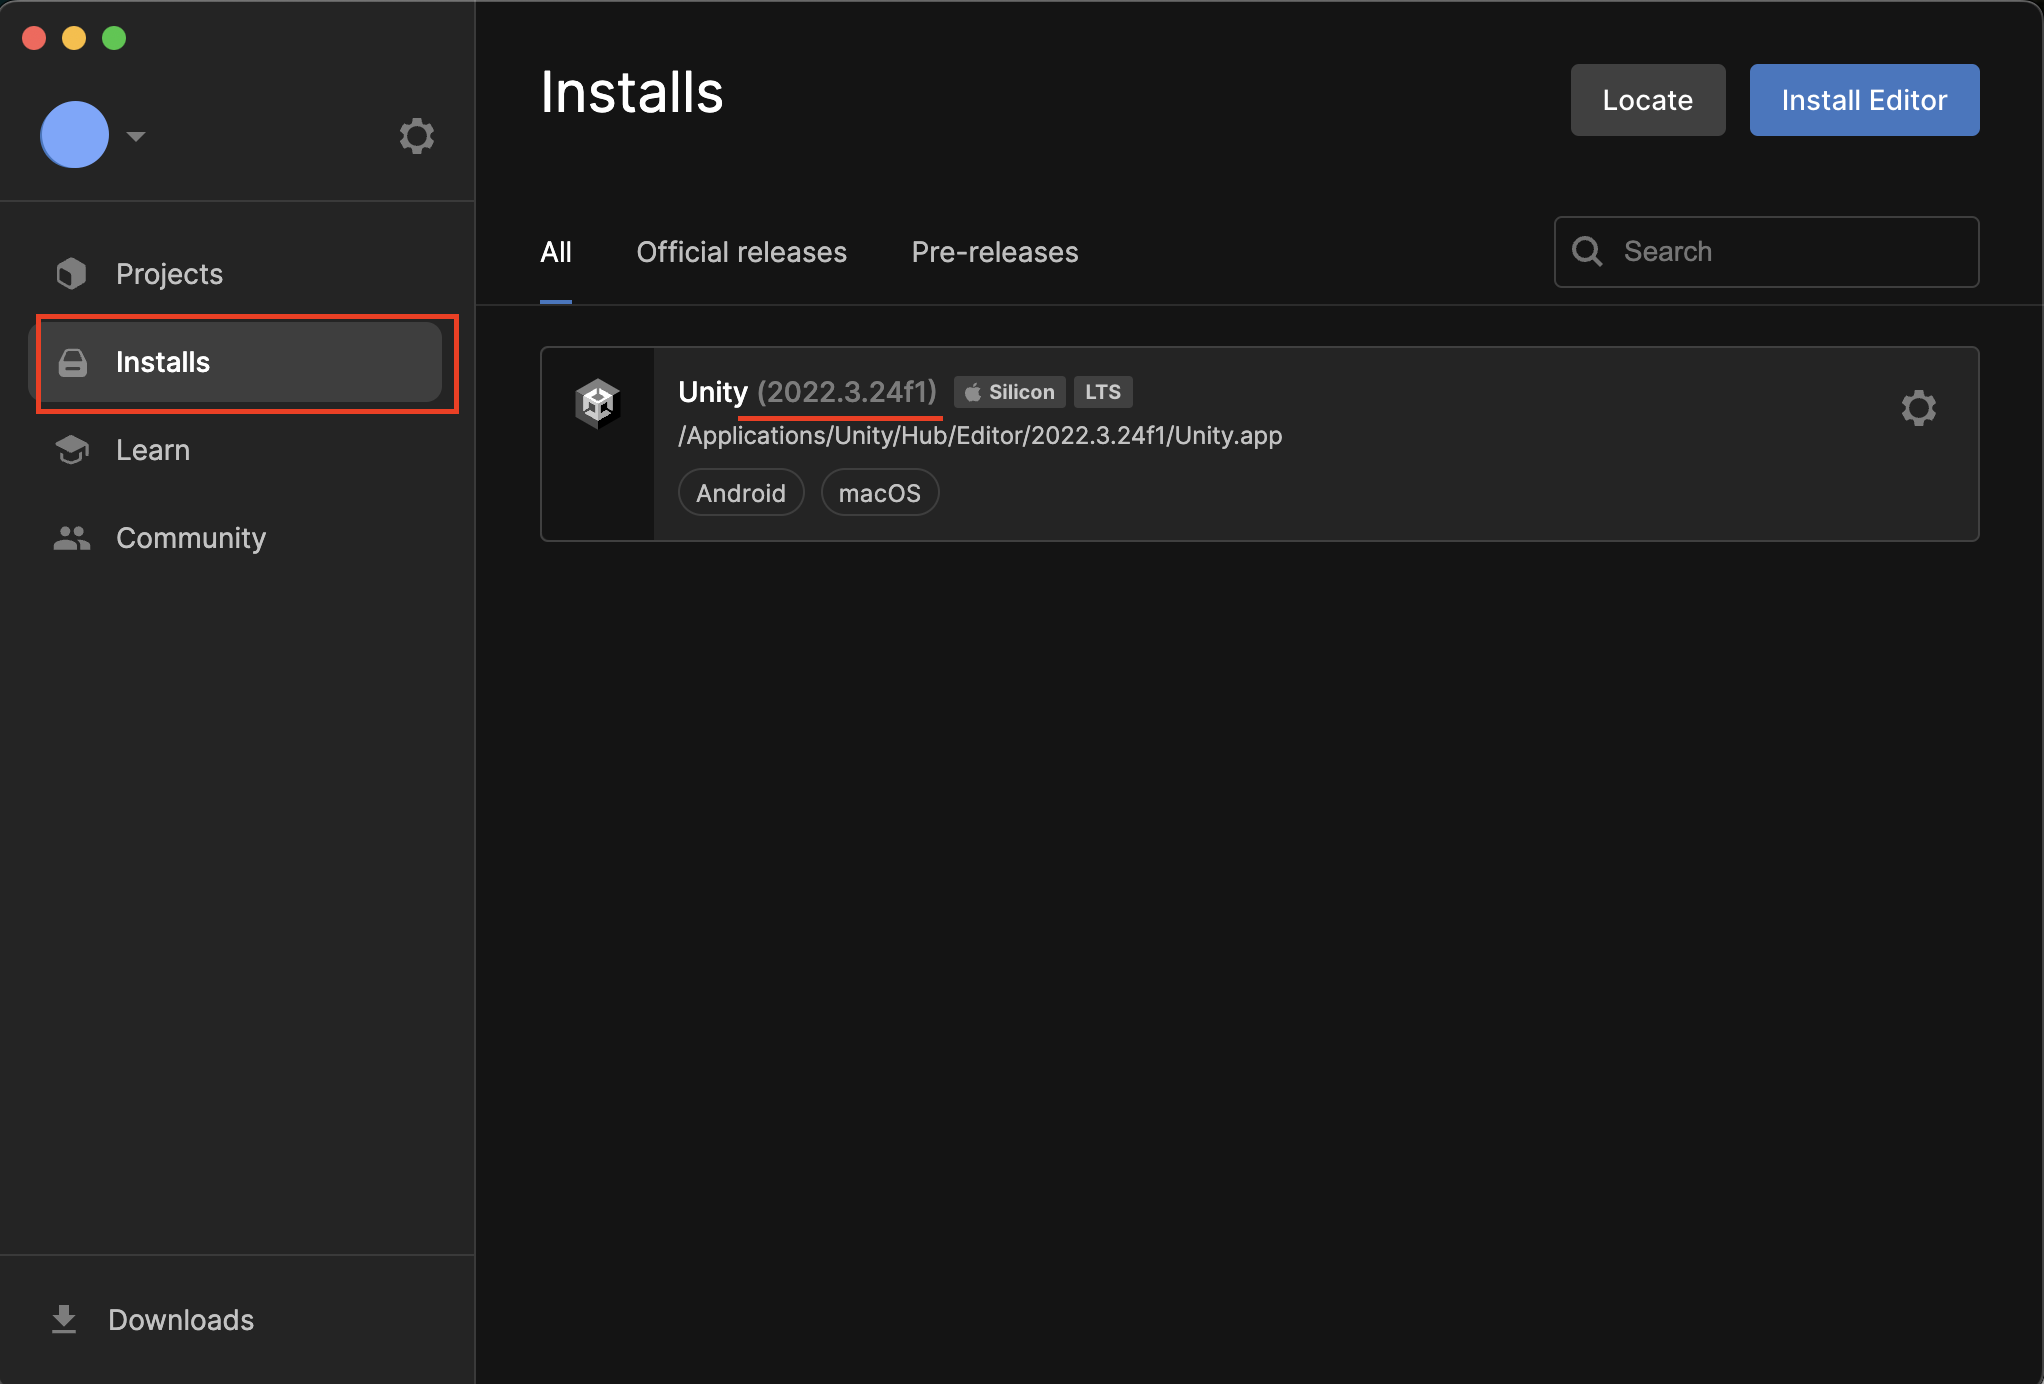 Installs
Locate
Install Editor
Projects
Installs
Learn
Community
Downloads
All
Official releases
Pre-releases
Search
Unity (2022.3.24f1) Silicon LTS
/Applications/Unity/Hub/Editor/2022.3.24f1/Unity.app
Android
macOS